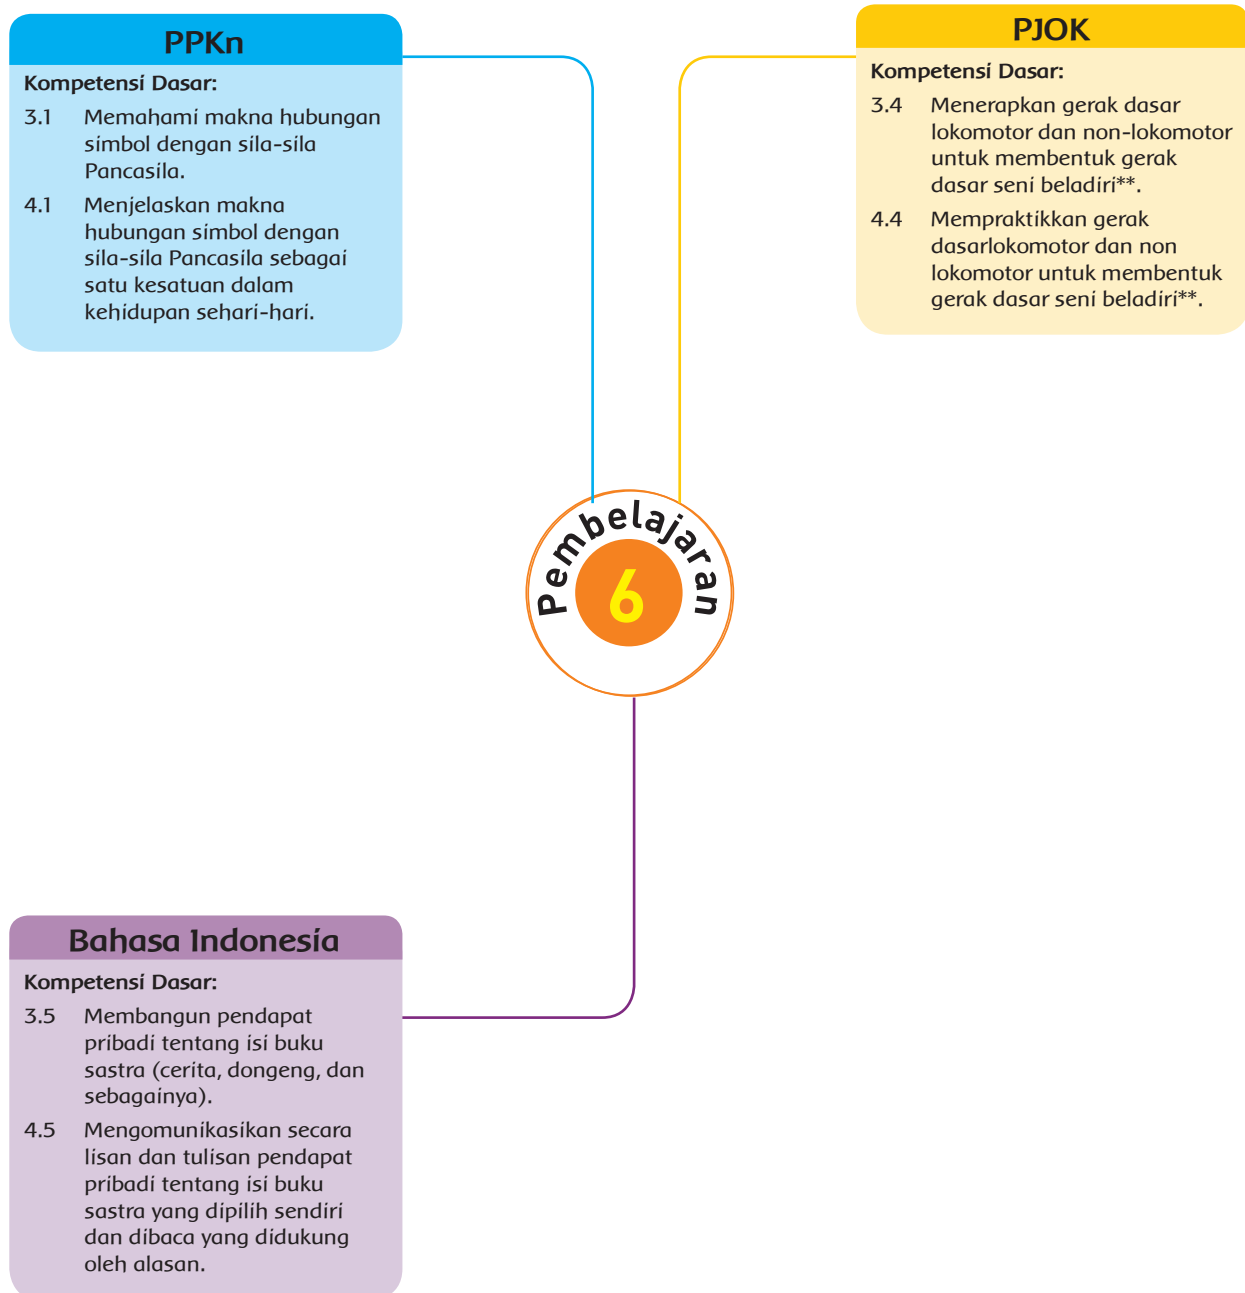 PPKn
Kompetensi Dasar:
3.1 Memahami makna hubungan
simbol dengan sila-sila
Pancasila.
4.1 Menjelaskan makna
hubungan simbol dengan
sila-sila Pancasila sebagai
satu kesatuan dalam
kehidupan sehari-hari.
PJOK
Kompetensi Dasar:
3.4 Menerapkan gerak dasar
lokomotor dan non-lokomotor
untuk membentuk gerak
dasar seni beladiri**.
4.4 Mempraktikkan gerak
dasarlokomotor dan non
lokomotor untuk membentuk
gerak dasar seni beladiri**.
Pembelajaran
6
Bahasa Indonesia
Kompetensi Dasar:
3.5 Membangun pendapat
pribadi tentang isi buku
sastra (cerita, dongeng, dan
sebagainya).
4.5 Mengomunikasikan secara
lisan dan tulisan pendapat
pribadi tentang isi buku
sastra yang dipilih sendiri
dan dibaca yang didukung
oleh alasan.